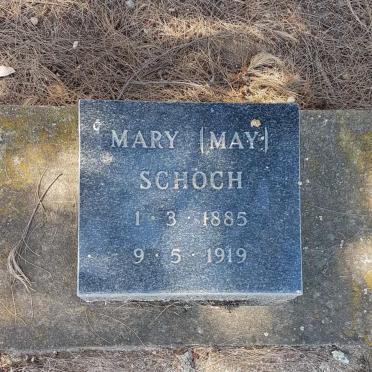 MARY (MAY)
SCHOCH
1 · 3 · 1885
9 · 5 · 1919